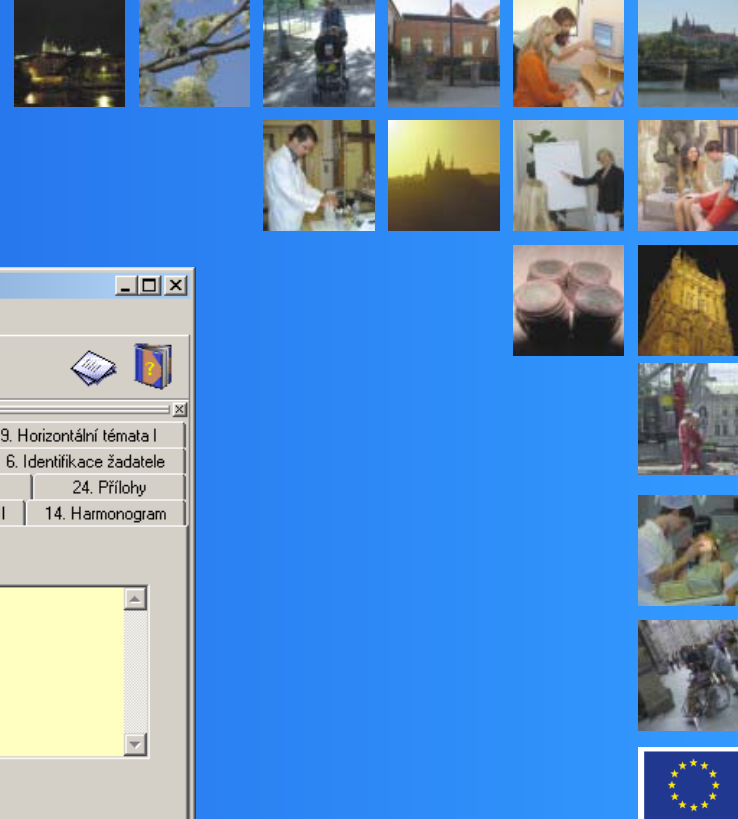 9. Horizontální témata I
6. Identifikace žadatele
24. Přílohy
I 14. Harmonogram